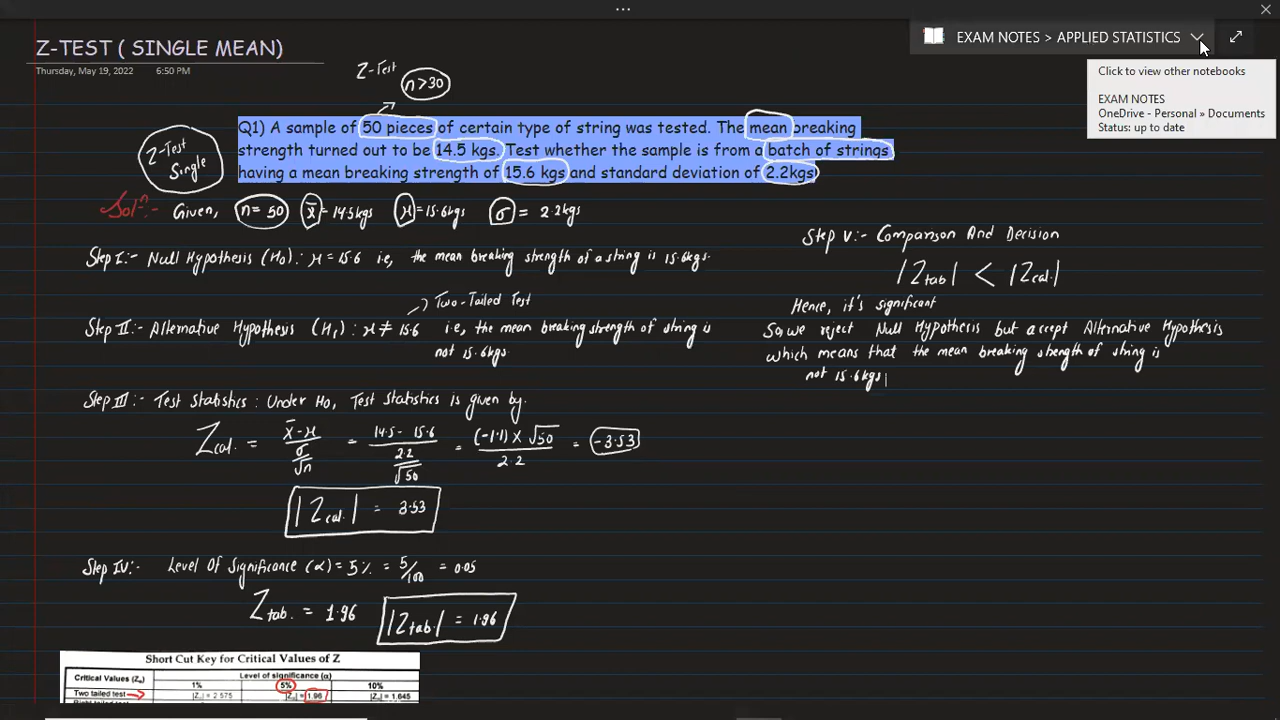 Z-TEST ( SINGLE MEAN)
Thursday, May 19, 2022 6:50 PM
EXAM NOTES > APPLIED STATISTICS
Click to view other notebooks
EXAM NOTES
OneDrive - Personal » Documents
Status: up to date
Z-Test
n>30
Z-Test
Single
Q1) A sample of 50 pieces of certain type of string was tested. The mean breaking
strength turned out to be 14.5 kgs. Test whether the sample is from a batch of strings
having a mean breaking strength of 15.6 kgs and standard deviation of 2.2kgs
Solⁿ:- Given, n= 50 x̄ = 14.5kgs μ = 15.6kgs σ = 2.2kgs
Step I:- Null Hypothesis (H0) : μ = 15.6 i.e, the mean breaking strength of a string is 15.6kgs.
Two-Tailed Test
Step II:- Alternative Hypothesis (H1) : μ ≠ 15.6 i.e, the mean breaking strength of string is
not 15.6kgs.
Step III:- Test Statistics : Under H0, Test Statistics is given by.
Zcal. = x̄-μ / σ/√n = 14.5 - 15.6 / 2.2/√50 = (-1.1) × √50 / 2.2 = -3.53
|Zcal.| = 3.53
Step IV:- Level Of Significance (α) = 5% = 5/100 = 0.05
Ztab. = 1.96 |Ztab.| = 1.96
Short Cut Key for Critical Values of Z
Critical Values (Zα) Level of significance (α)
1% 5% 10%
Two tailed test |Zα| = 2.575 |Zα| = 1.96 |Zα| = 1.645
Step V:- Comparison And Decision
|Ztab| < |Zcal.|
Hence, it's significant
So, we reject Null Hypothesis but accept Alternative Hypothesis
which means that the mean breaking strength of string is
not 15.6kgs